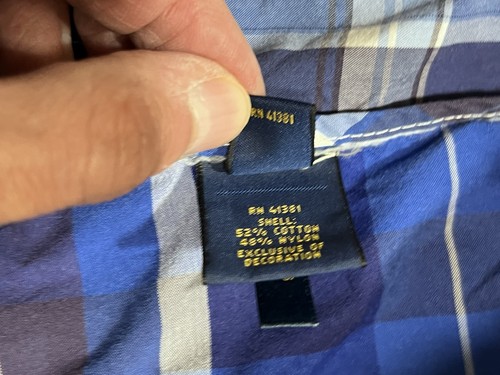 RN 41381
RN 41381
SHELL:
52% COTTON
48% NYLON
EXCLUSIVE OF
DECORATION